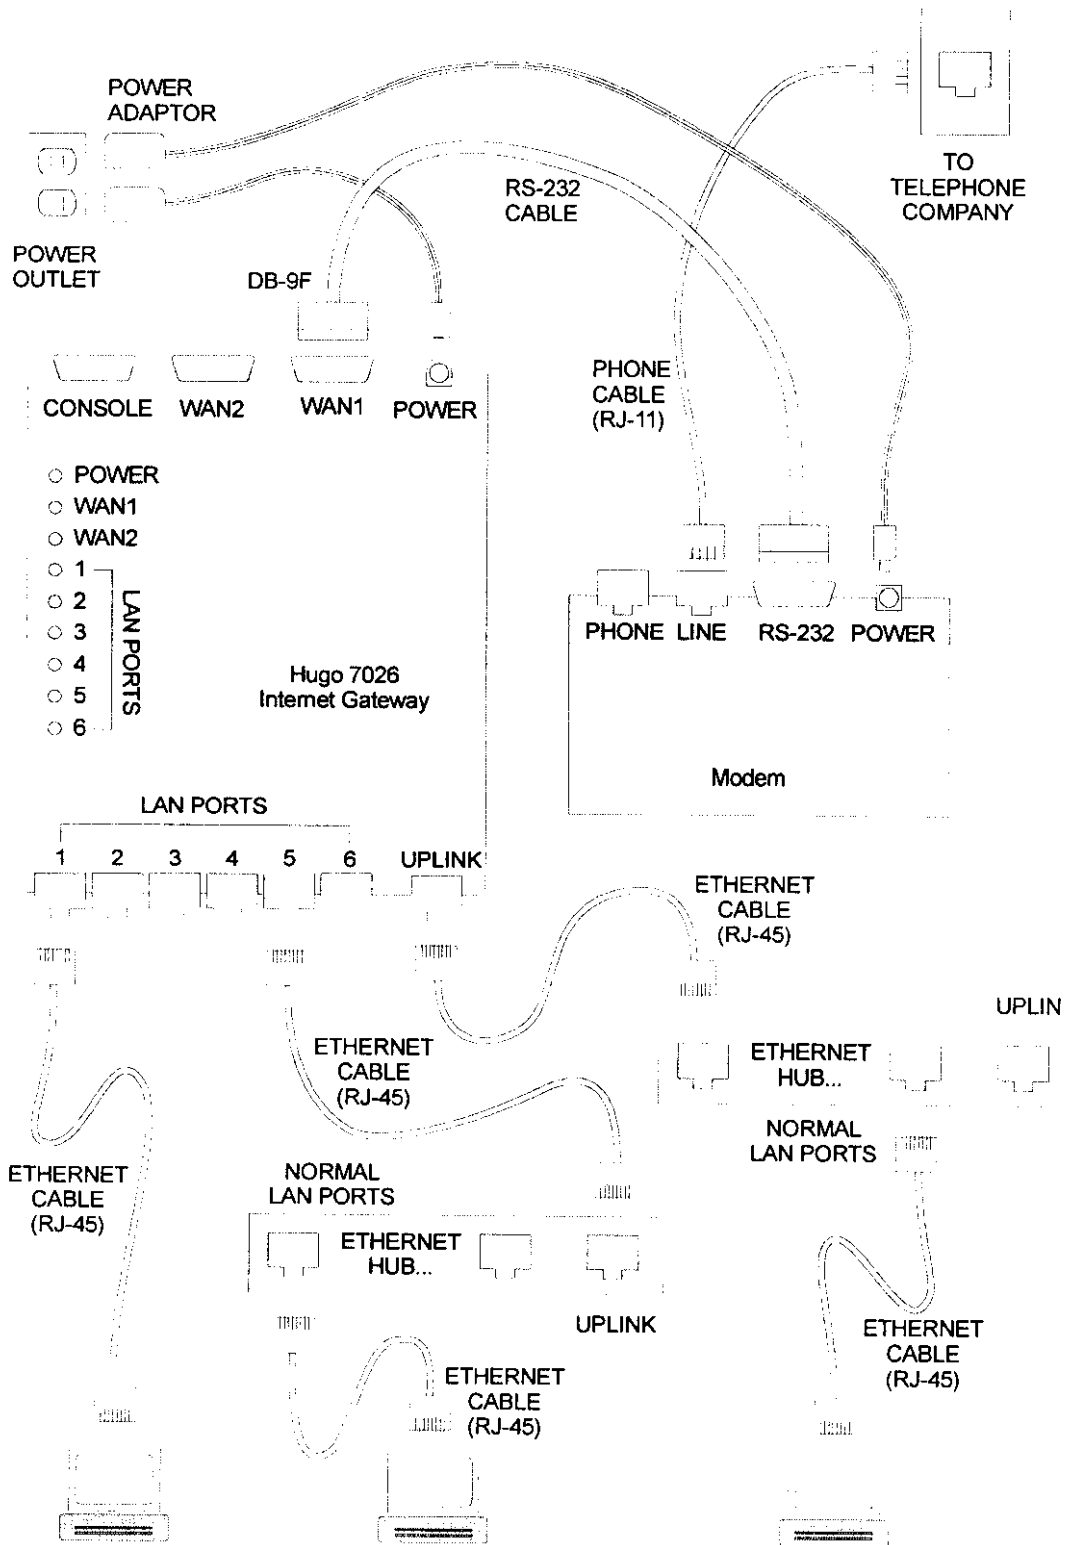 POWER
ADAPTOR
TO
TELEPHONE
COMPANY
RS-232
CABLE
POWER
OUTLET
DB-9F
PHONE
CABLE
(RJ-11)
CONSOLE WAN2 WAN1 POWER
POWER
WAN1
WAN2
1
2
3
4
5
6
LAN PORTS
PHONE LINE RS-232 POWER
Hugo 7026
Internet Gateway
Modem
LAN PORTS
1 2 3 4 5 6 UPLINK
ETHERNET
CABLE
(RJ-45)
UPLIN
ETHERNET
CABLE
(RJ-45)
ETHERNET
HUB...
NORMAL
LAN PORTS
ETHERNET
CABLE
(RJ-45)
NORMAL
LAN PORTS
ETHERNET
HUB...
UPLINK
ETHERNET
CABLE
(RJ-45)
ETHERNET
CABLE
(RJ-45)